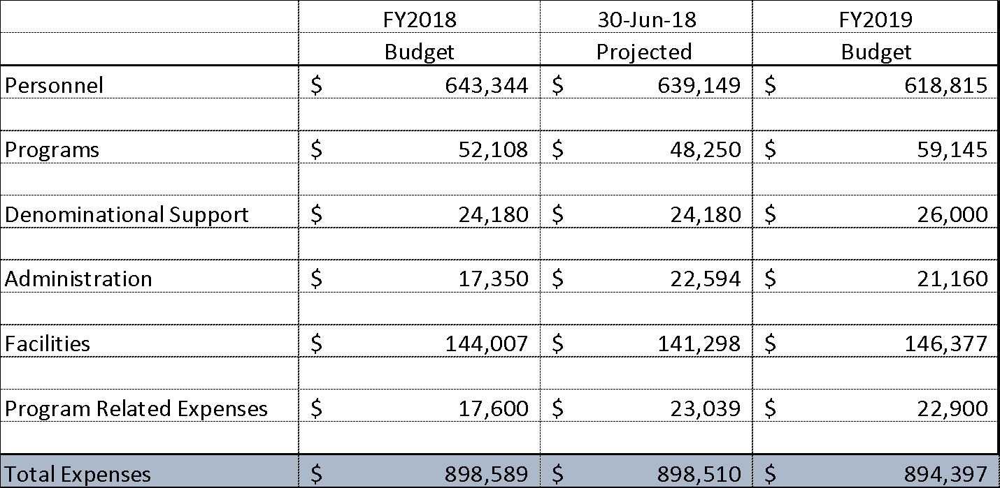 FY2018 30-Jun-18 FY2019
Budget Projected Budget
Personnel $ 643,344 $ 639,149 $ 618,815
Programs $ 52,108 $ 48,250 $ 59,145
Denominational Support $ 24,180 $ 24,180 $ 26,000
Administration $ 17,350 $ 22,594 $ 21,160
Facilities $ 144,007 $ 141,298 $ 146,377
Program Related Expenses $ 17,600 $ 23,039 $ 22,900
Total Expenses $ 898,589 $ 898,510 $ 894,397